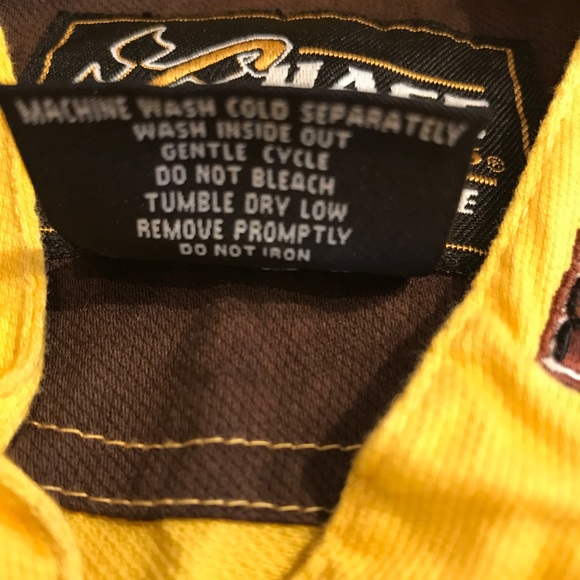 MACHINE WASH COLD SEPARATELY
WASH INSIDE OUT
GENTLE CYCLE
DO NOT BLEACH
TUMBLE DRY LOW
REMOVE PROMPTLY
DO NOT IRON